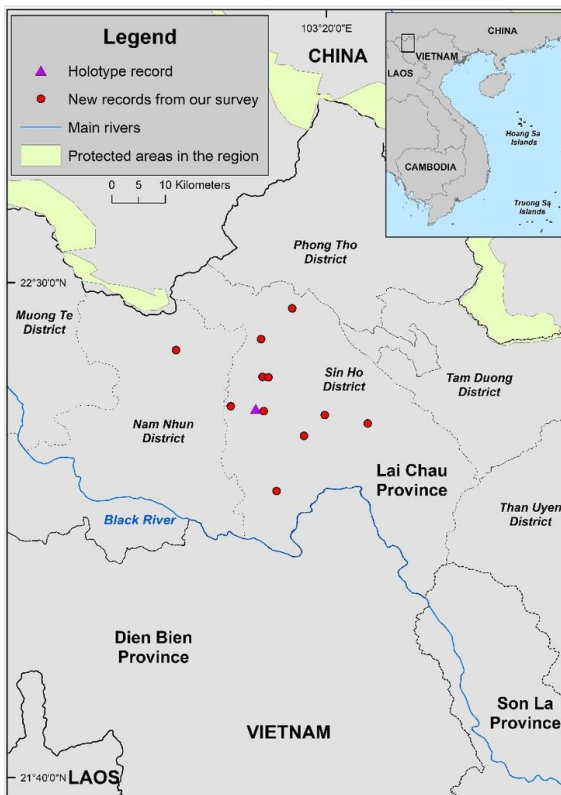 103°20'0"E
Legend
Holotype record
New records from our survey
Main rivers
Protected areas in the region
0 5 10 Kilometers
CHINA
CHINA
VIETNAM
LAOS
Hoang Sa
Islands
CAMBODIA
Truong Sa
Islands
Phong Tho
District
22°30'0"N
Muong Te
District
Sin Ho
District
Tam Duong
District
Nam Nhun
District
Lai Chau
Province
Than Uyen
District
Black River
Dien Bien
Province
Son La
Province
VIETNAM
21°40'0"N
LAOS